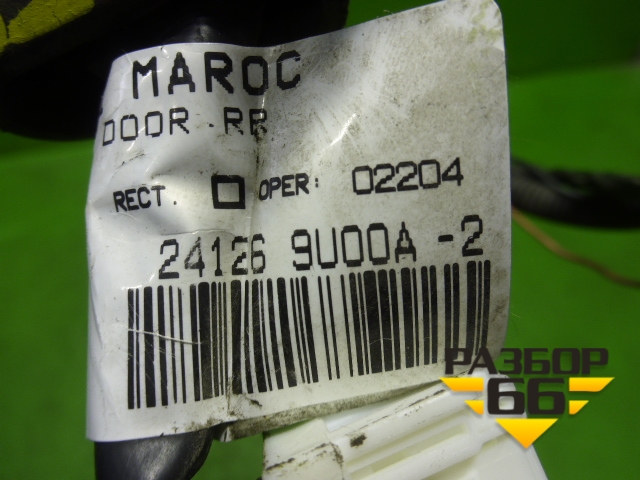 MAROC
DOOR RR
RECT. OPER: 02204
24126 9U00A -2
РАЗБОР
66